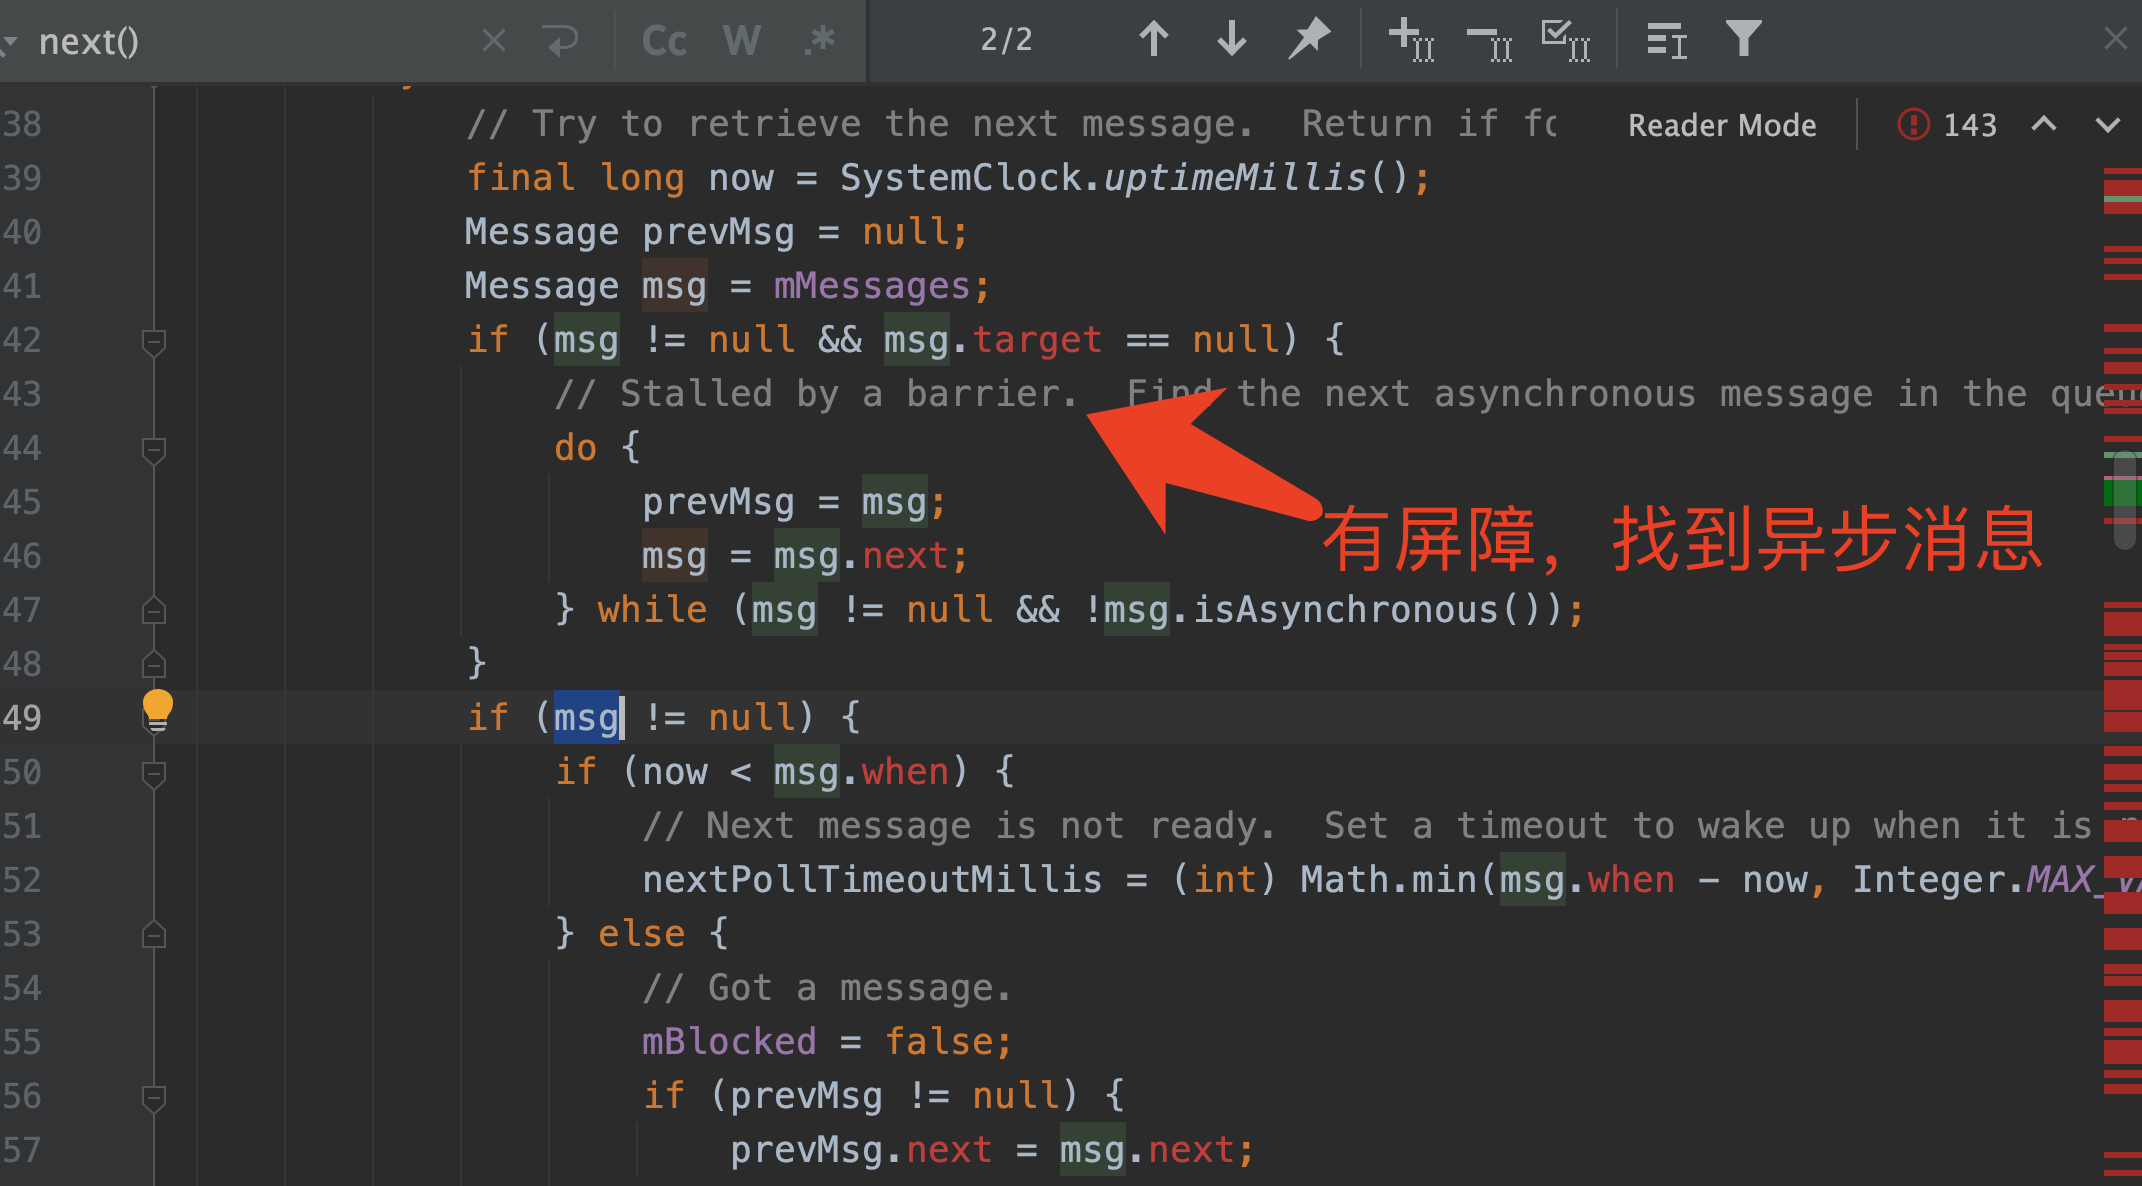 next()
Cc W .* 2/2
38 // Try to retrieve the next message.  Return if fo
Reader Mode 143
39 final long now = SystemClock.uptimeMillis();
40 Message prevMsg = null;
41 Message msg = mMessages;
42 if (msg != null && msg.target == null) {
43 // Stalled by a barrier.  Find the next asynchronous message in the queue
44 do {
45 prevMsg = msg;
46 msg = msg.next;
有屏障，找到异步消息
47 } while (msg != null && !msg.isAsynchronous());
48 }
49 if (msg != null) {
50 if (now < msg.when) {
51 // Next message is not ready.  Set a timeout to wake up when it is
52 nextPollTimeoutMillis = (int) Math.min(msg.when - now, Integer.MAX_VA
53 } else {
54 // Got a message.
55 mBlocked = false;
56 if (prevMsg != null) {
57 prevMsg.next = msg.next;